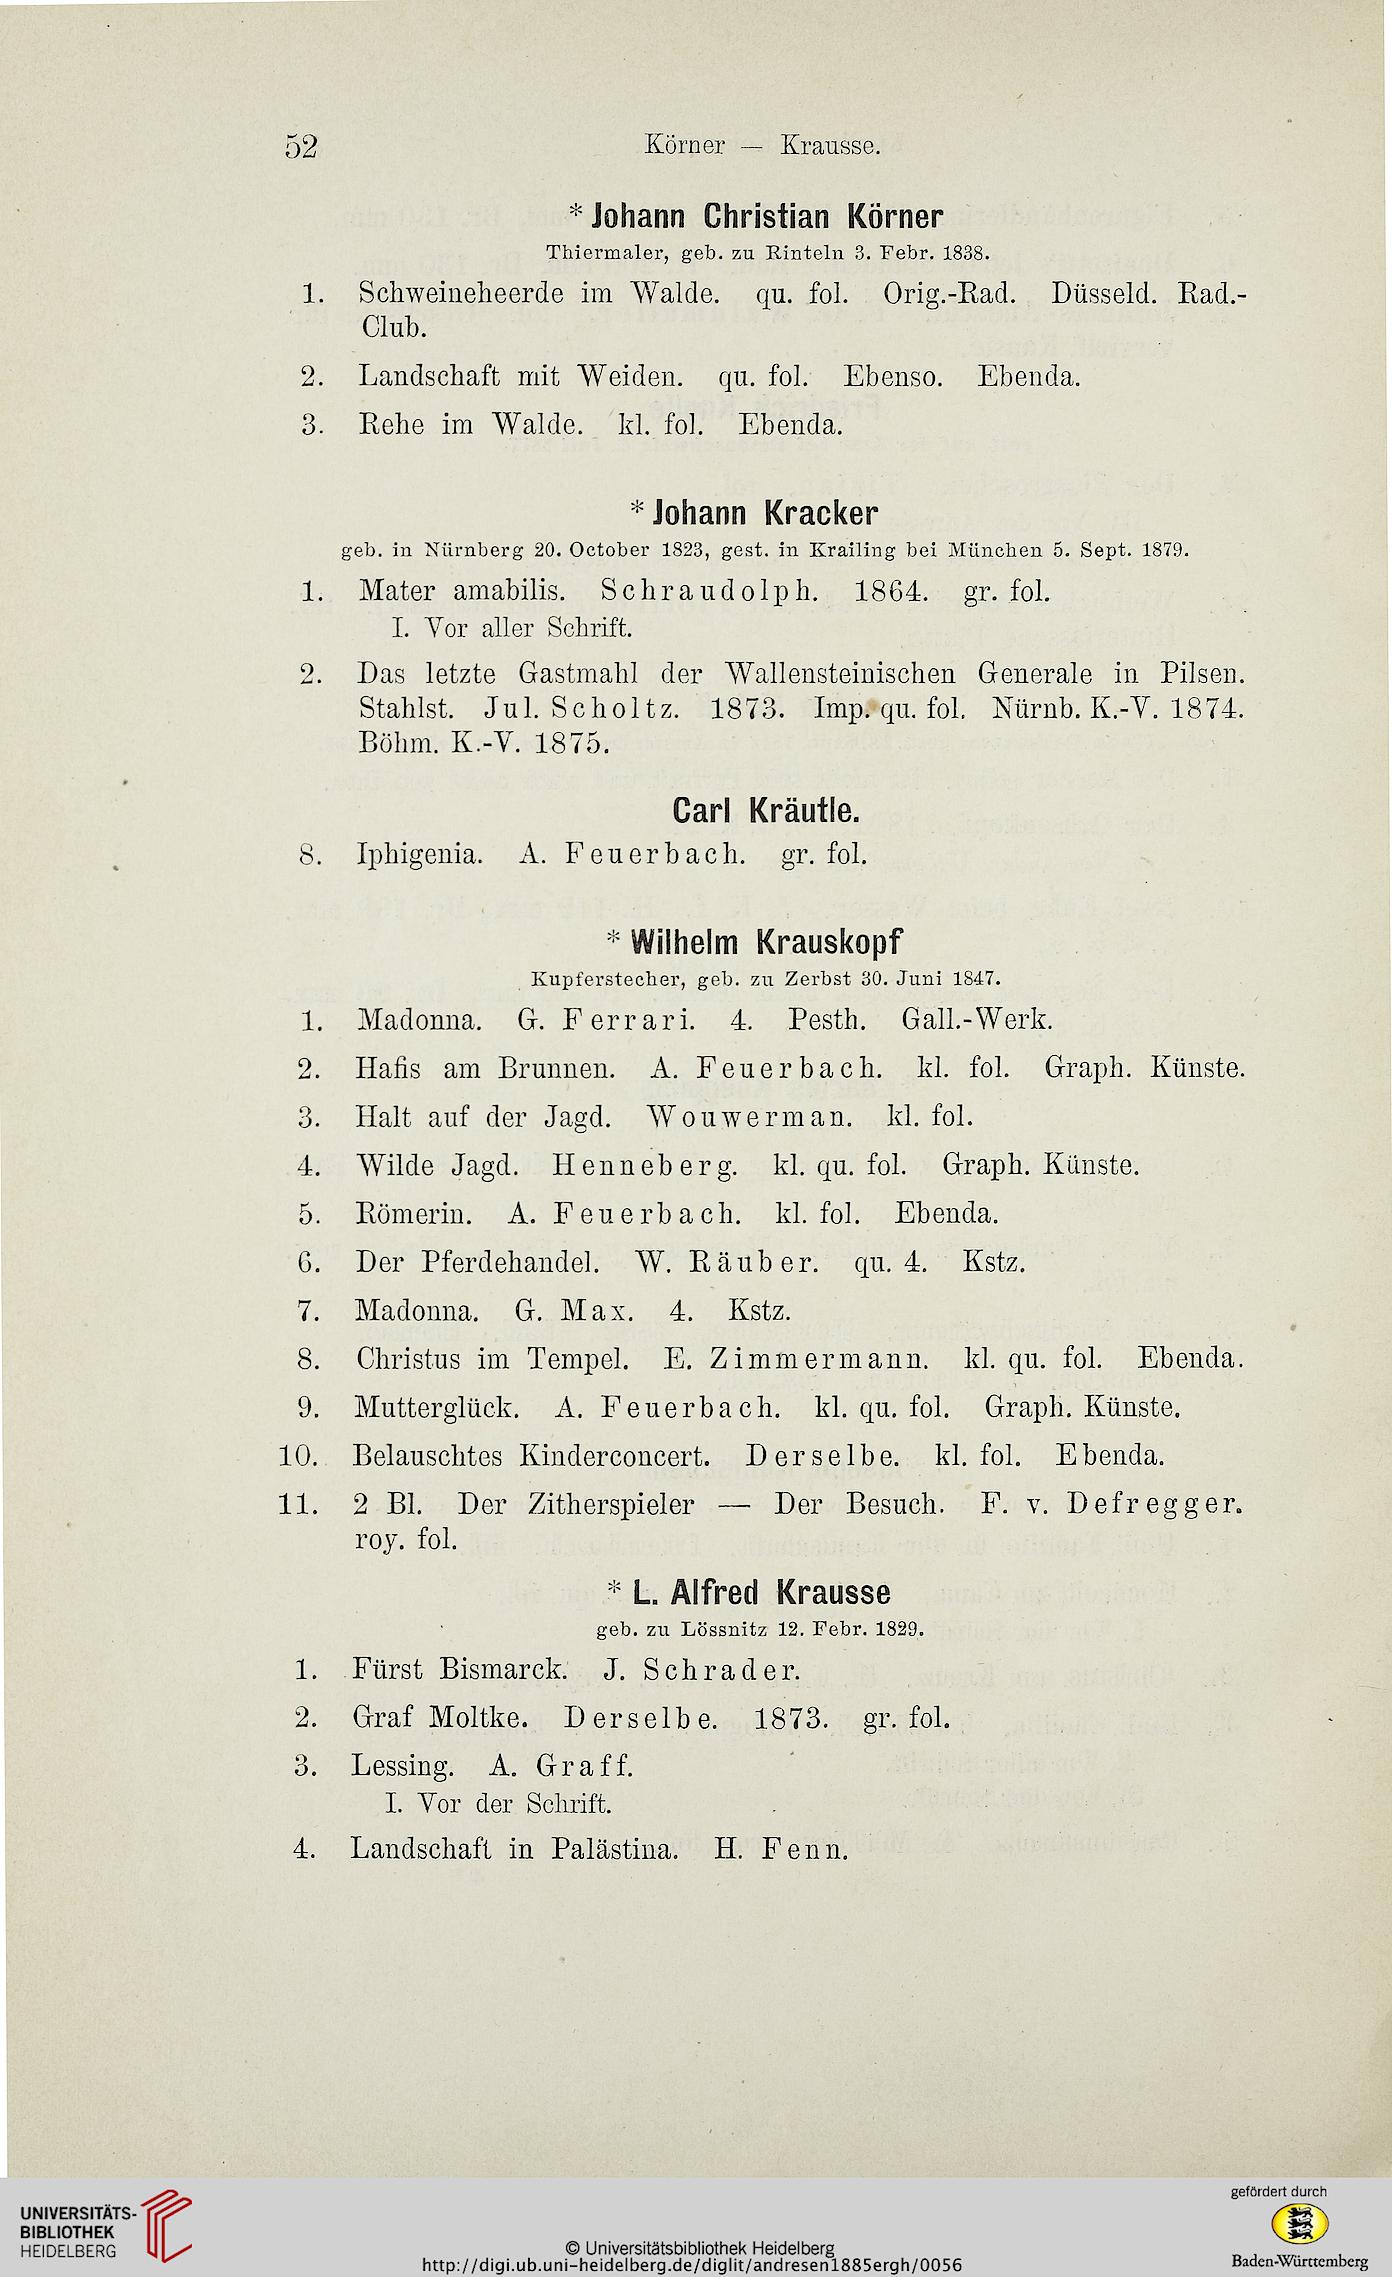 52
Körner — Krausse.
* Johann Christian Körner
Thiermaler, geb. zu Rinteln 3. Febr. 1838.
1. Schweineheerde im Walde. qu. fol. Orig.-Rad. Düsseld. Rad.-
Club.
2. Landschaft mit Weiden. qu. fol. Ebenso. Ebenda.
3. Rehe im Walde. kl. fol. Ebenda.
* Johann Kracker
geb. in Nürnberg 20. October 1823, gest. in Krailing bei München 5. Sept. 1879.
1. Mater amabilis. Schraudolph. 1864. gr. fol.
I. Vor aller Schrift.
2. Das letzte Gastmahl der Wallensteinischen Generale in Pilsen.
Stahlst. Jul. Scholtz. 1873. Imp. qu. fol. Nürnb. K.-V. 1874.
Böhm. K.-V. 1875.
Carl Kräutle.
8. Iphigenia. A. Feuerbach. gr. fol.
* Wilhelm Krauskopf
Kupferstecher, geb. zu Zerbst 30. Juni 1847.
1. Madonna. G. Ferrari. 4. Pesth. Gall.-Werk.
2. Hafis am Brunnen. A. Feuerbach. kl. fol. Graph. Künste.
3. Halt auf der Jagd. Wouwerman. kl. fol.
4. Wilde Jagd. Henneberg. kl. qu. fol. Graph. Künste.
5. Römerin. A. Feuerbach. kl. fol. Ebenda.
6. Der Pferdehandel. W. Räuber. qu. 4. Kstz.
7. Madonna. G. Max. 4. Kstz.
8. Christus im Tempel. E. Zimmermann. kl. qu. fol. Ebenda.
9. Mutterglück. A. Feuerbach. kl. qu. fol. Graph. Künste.
10. Belauschtes Kinderconcert. Derselbe. kl. fol. Ebenda.
11. 2 Bl. Der Zitherspieler — Der Besuch. F. v. Defregger.
roy. fol.
* L. Alfred Krausse
geb. zu Lössnitz 12. Febr. 1829.
1. Fürst Bismarck. J. Schrader.
2. Graf Moltke. Derselbe. 1873. gr. fol.
3. Lessing. A. Graff.
I. Vor der Schrift.
4. Landschaft in Palästina. H. Fenn.
UNIVERSITÄTS-
BIBLIOTHEK
HEIDELBERG
© Universitätsbibliothek Heidelberg
http://digi.ub.uni-heidelberg.de/diglit/andresen1885ergh/0056
gefördert durch
Baden-Württemberg